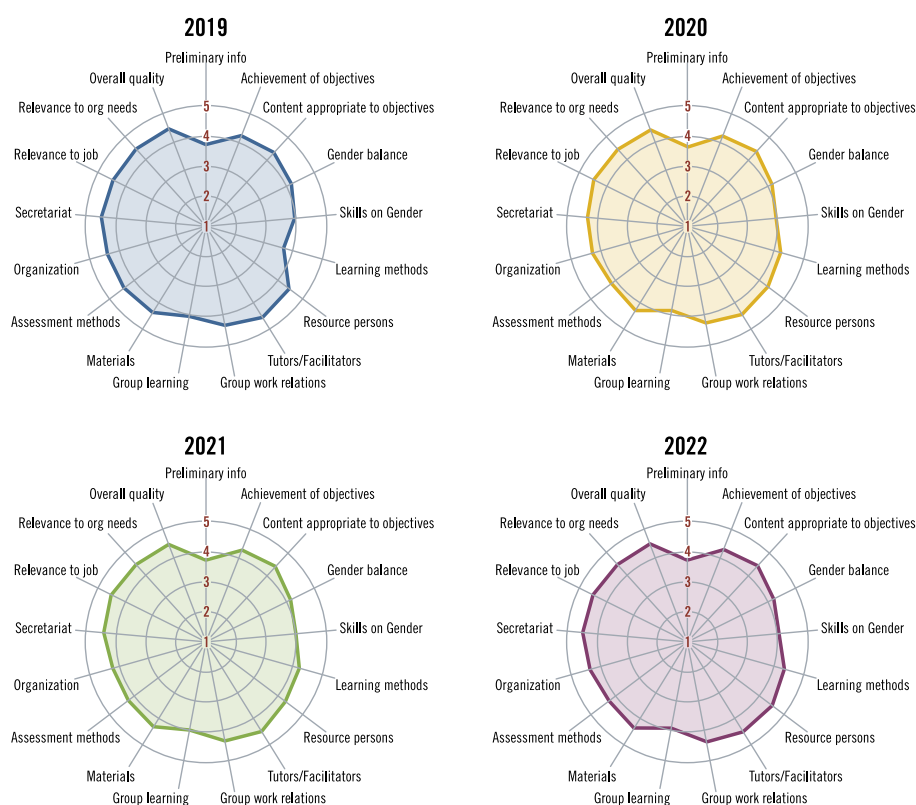 2019
Preliminary info
Overall quality
Achievement of objectives
Relevance to org needs
Content appropriate to objectives
Relevance to job
Gender balance
Secretariat
Skills on Gender
Organization
Learning methods
Assessment methods
Resource persons
Materials
Tutors/Facilitators
Group learning
Group work relations
5
4
3
2
1
2020
Preliminary info
Overall quality
Achievement of objectives
Relevance to org needs
Content appropriate to objectives
Relevance to job
Gender balance
Secretariat
Skills on Gender
Organization
Learning methods
Assessment methods
Resource persons
Materials
Tutors/Facilitators
Group learning
Group work relations
5
4
3
2
1
2021
Preliminary info
Overall quality
Achievement of objectives
Relevance to org needs
Content appropriate to objectives
Relevance to job
Gender balance
Secretariat
Skills on Gender
Organization
Learning methods
Assessment methods
Resource persons
Materials
Tutors/Facilitators
Group learning
Group work relations
5
4
3
2
1
2022
Preliminary info
Overall quality
Achievement of objectives
Relevance to org needs
Content appropriate to objectives
Relevance to job
Gender balance
Secretariat
Skills on Gender
Organization
Learning methods
Assessment methods
Resource persons
Materials
Tutors/Facilitators
Group learning
Group work relations
5
4
3
2
1